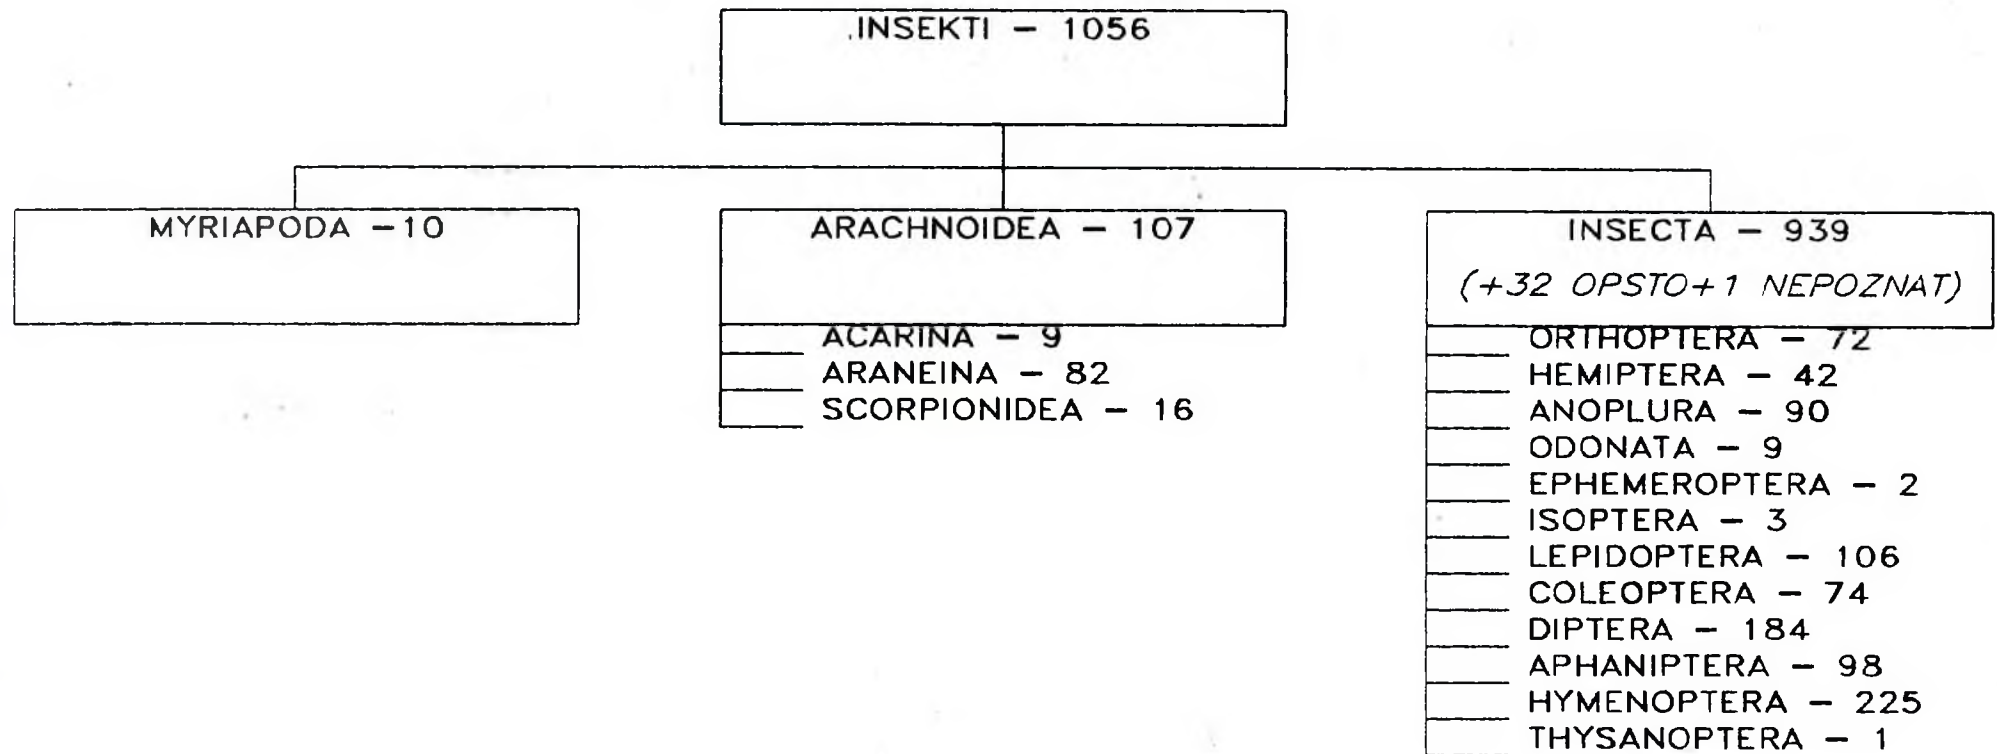 INSEKTI – 1056
MYRIAPODA –10
ARACHNOIDEA – 107
ACARINA – 9
ARANEINA – 82
SCORPIONIDEA – 16
INSECTA – 939
(+32 OPSTO+1 NEPOZNAT)
ORTHOPTERA – 72
HEMIPTERA – 42
ANOPLURA – 90
ODONATA – 9
EPHEMEROPTERA – 2
ISOPTERA – 3
LEPIDOPTERA – 106
COLEOPTERA – 74
DIPTERA – 184
APHANIPTERA – 98
HYMENOPTERA – 225
THYSANOPTERA – 1